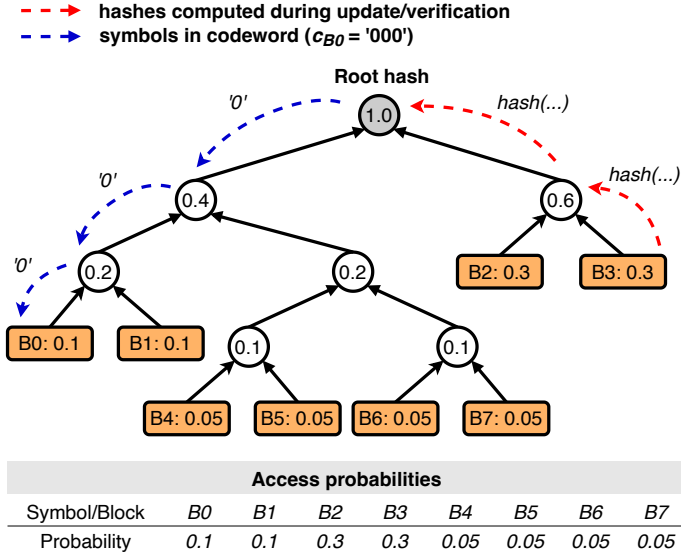 hashes computed during update/verification
symbols in codeword (c_B0 = '000')
Root hash
'0' 1.0 hash(...)
'0' 0.4 0.6 hash(...)
'0' 0.2 0.2 B2: 0.3 B3: 0.3
B0: 0.1 B1: 0.1 0.1 0.1
B4: 0.05 B5: 0.05 B6: 0.05 B7: 0.05
Access probabilities
Symbol/Block B0 B1 B2 B3 B4 B5 B6 B7
Probability 0.1 0.1 0.3 0.3 0.05 0.05 0.05 0.05